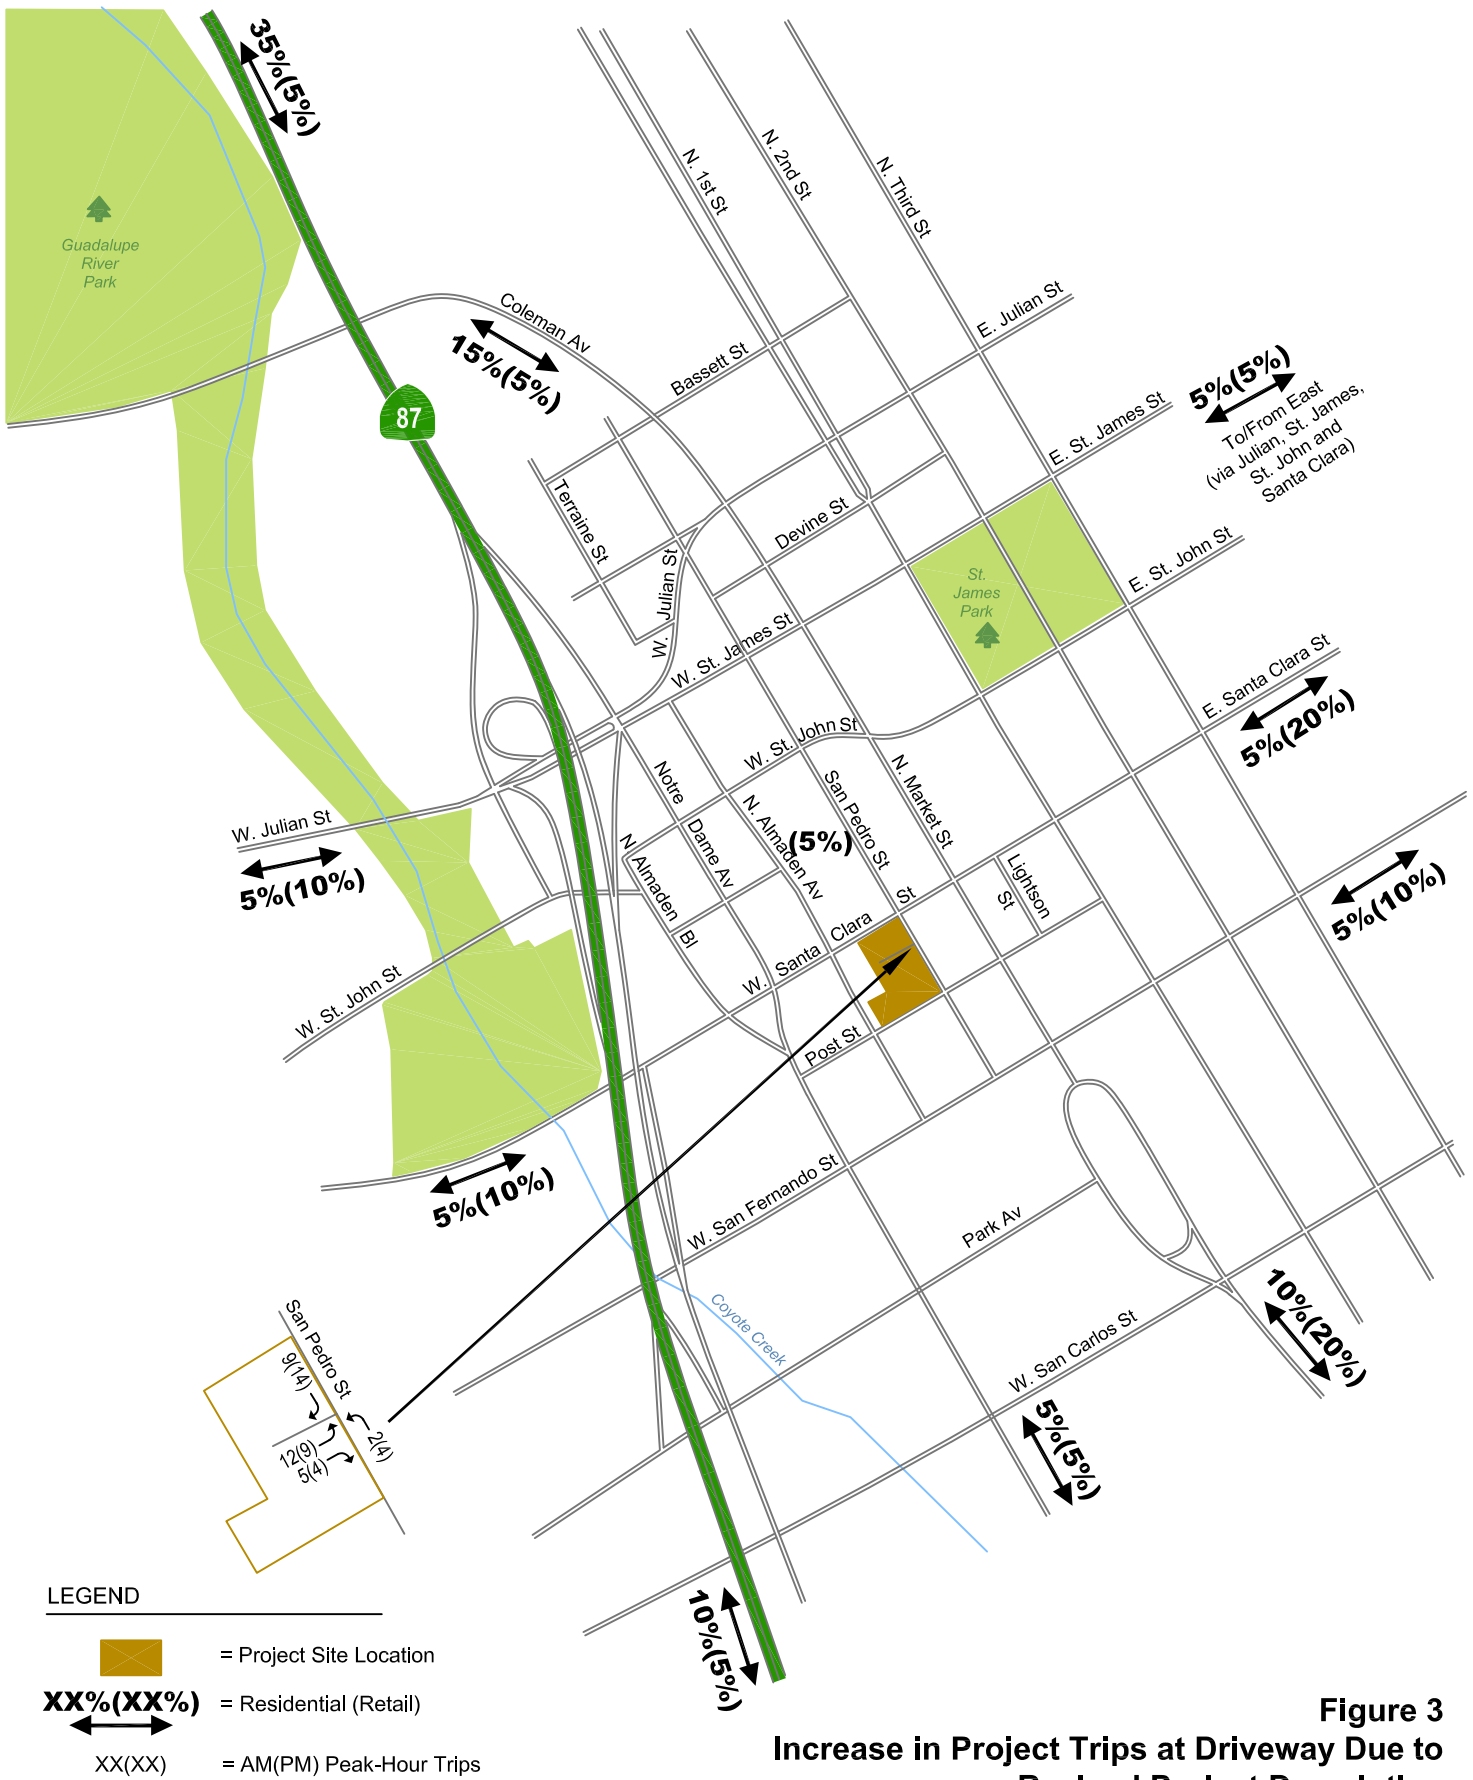 35%(5%)
N. 1st St
N. 2nd St
N. Third St
Guadalupe
River
Park
Coleman Av
15%(5%)
Bassett St
E. Julian St
87
5%(5%)
To/From East
(via Julian, St. James,
St. John and
Santa Clara)
E. St. James St
Terraine St
Devine St
W. Julian St
E. St. John St
St.
James
Park
W. St. James St
E. Santa Clara St
5%(20%)
W. St. John St
Notre Dame Av
N. Almaden Av
San Pedro St
N. Market St
(5%)
W. Julian St
5%(10%)
N Almaden Bl
Lightson
St
5%(10%)
W. Santa Clara St
W. St. John St
Post St
5%(10%)
W. San Fernando St
Park Av
Coyote Creek
W. San Carlos St
10%(20%)
5%(5%)
San Pedro St
9(14)
2(4)
12(9)
5(4)
10%(5%)
LEGEND
= Project Site Location
XX%(XX%) = Residential (Retail)
XX(XX) = AM(PM) Peak-Hour Trips
Figure 3
Increase in Project Trips at Driveway Due to